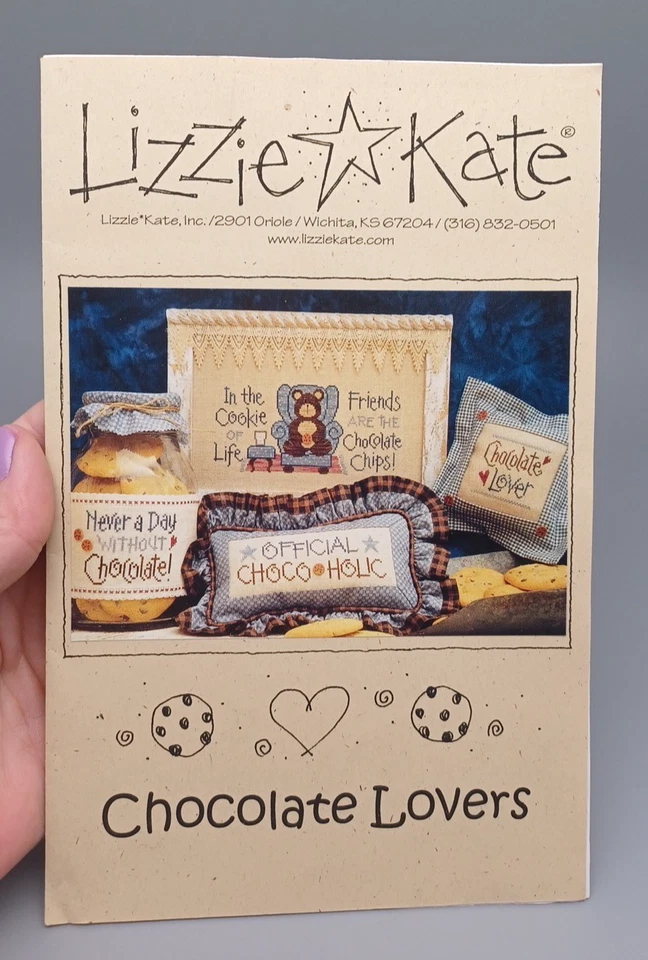 Lizzie☆Kate®
Lizzie*Kate, Inc. /2901 Oriole / Wichita, KS 67204 / (316) 832-0501
www.lizziekate.com
In the
Cookie
OF
Life
Friends
ARE THE
Chocolate
Chips!
Chocolate
Lover
Never a Day
WITHOUT
Chocolate!
OFFICIAL
CHOCO HOLIC
Chocolate Lovers